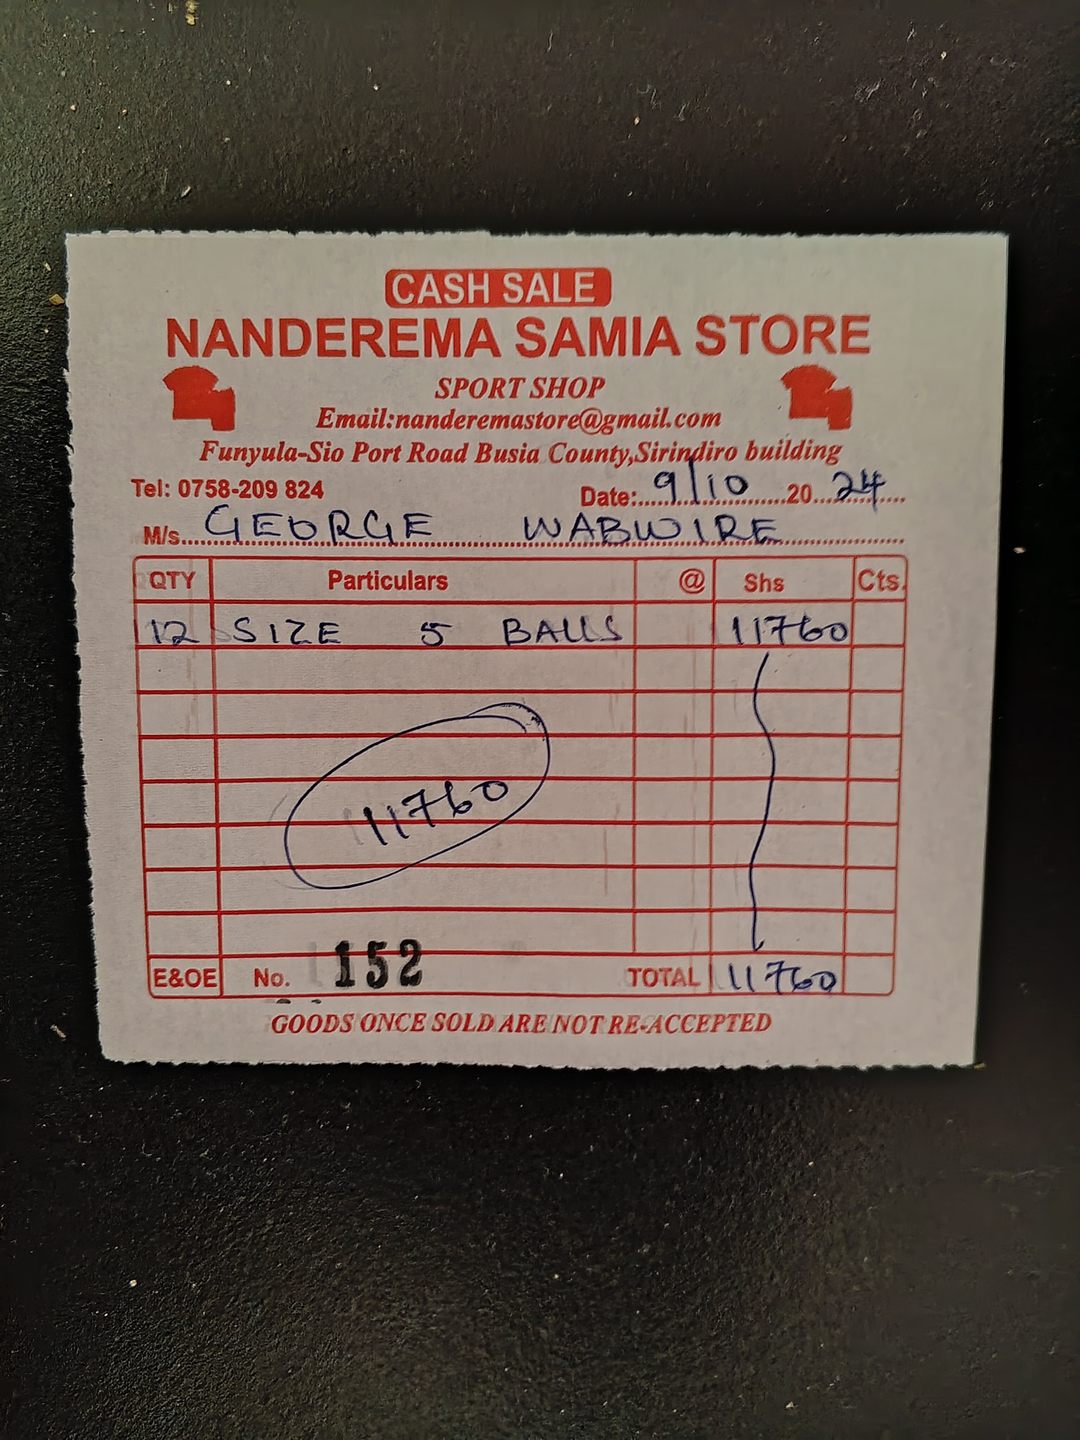 CASH SALE
NANDEREMA SAMIA STORE
SPORT SHOP
Email:nanderemastore@gmail.com
Funyula-Sio Port Road Busia County,Sirindiro building
Tel: 0758-209 824 Date:...9/10...20...24...
M/s...GEORGE WABWIRE...
QTY Particulars @ Shs Cts.
12 SIZE 5 BALLS 11760
11760
E&OE No. 152 TOTAL 11760
GOODS ONCE SOLD ARE NOT RE-ACCEPTED